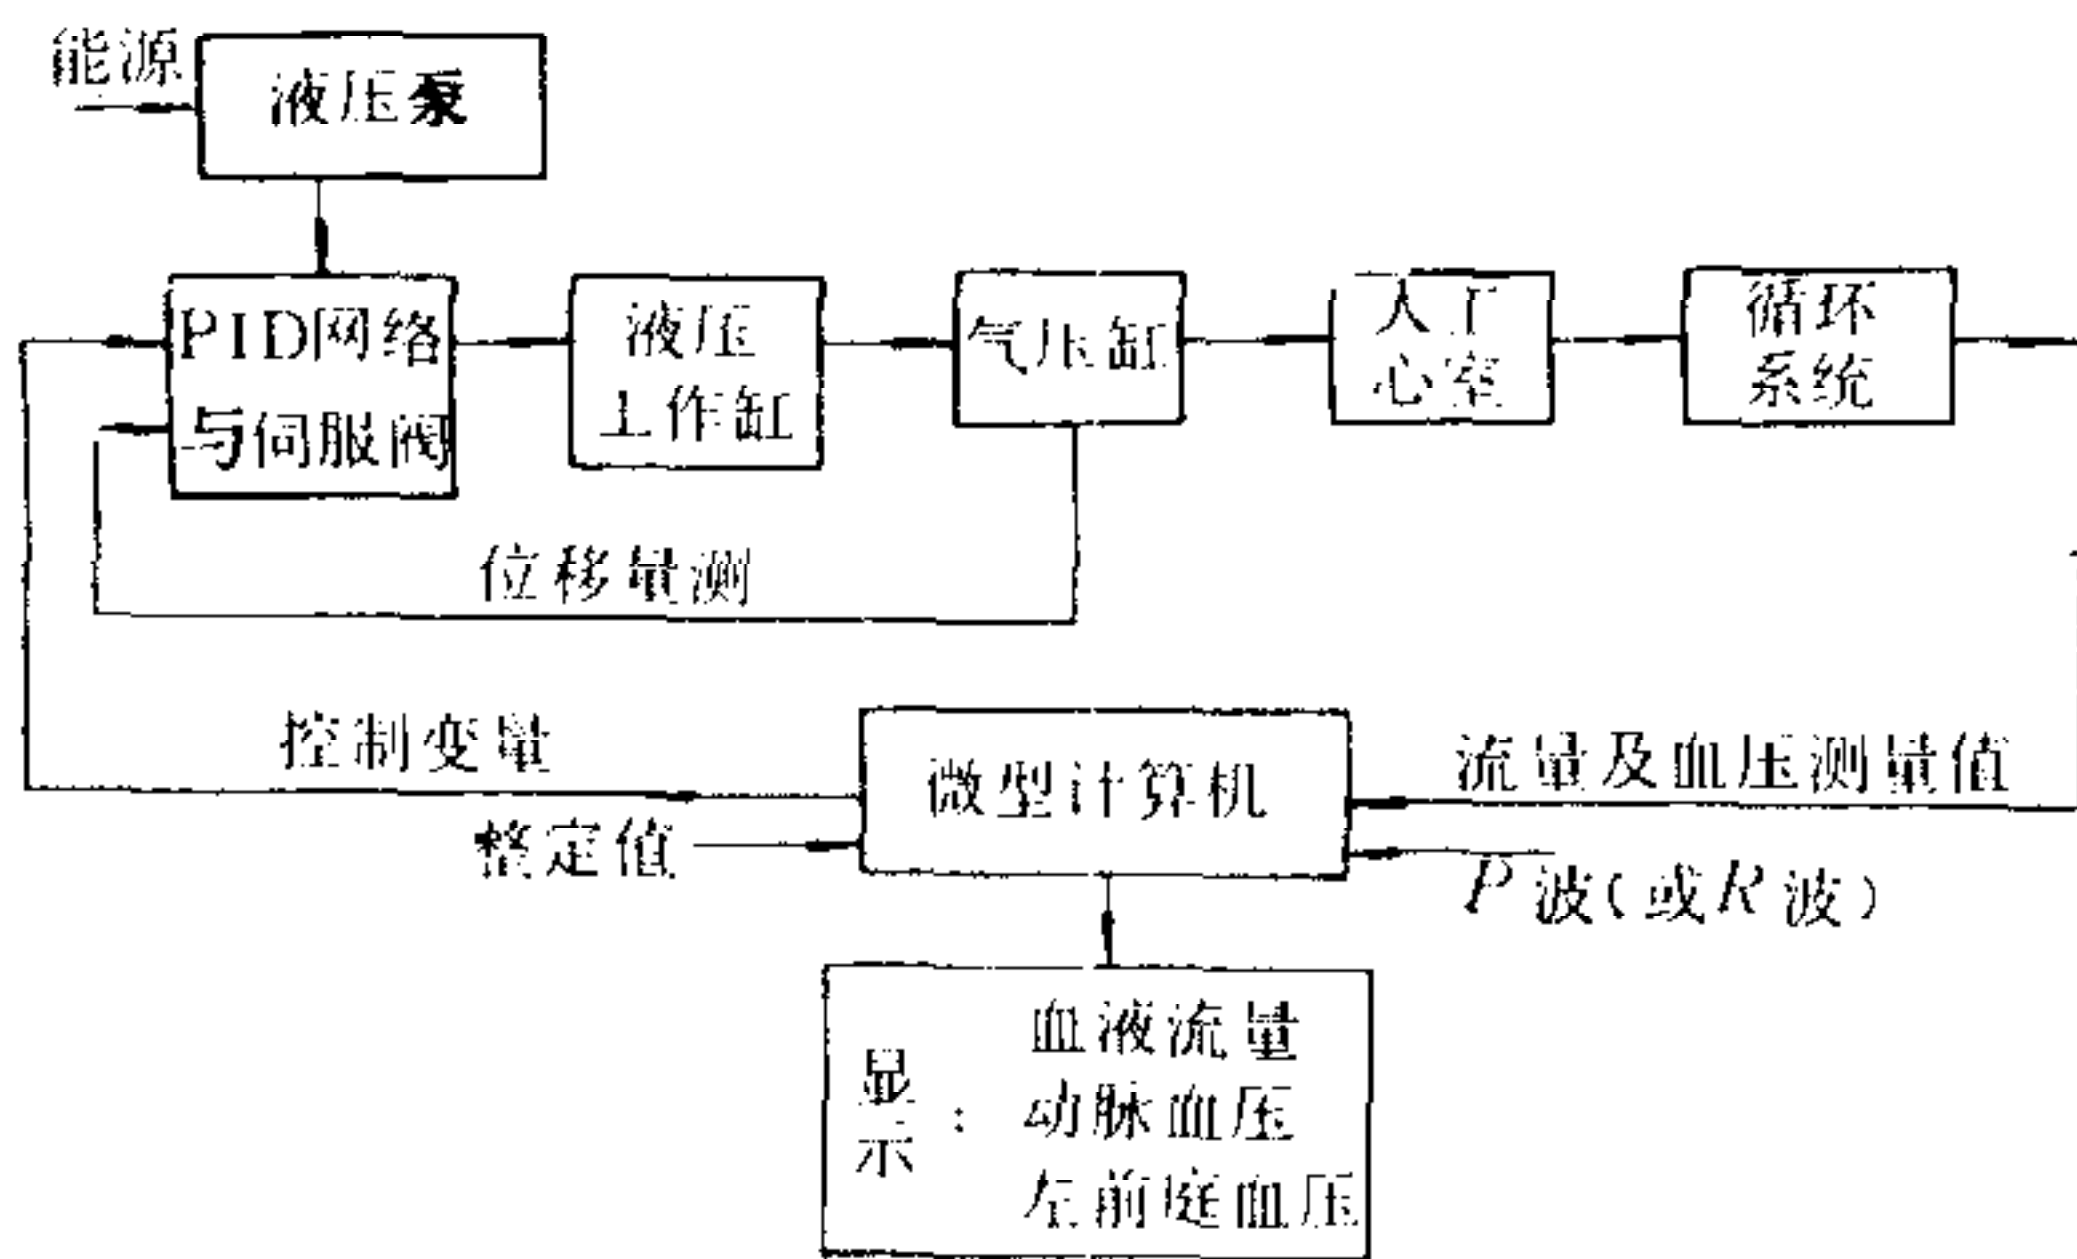 能源
液压泵
PID网络
与伺服阀
液压
工作缸
气压缸
人工
心室
循环
系统
位移量测
控制变量
整定值
微型计算机
流量及血压测量值
P波(或R波)
显示:
血液流量
动脉血压
左前庭血压